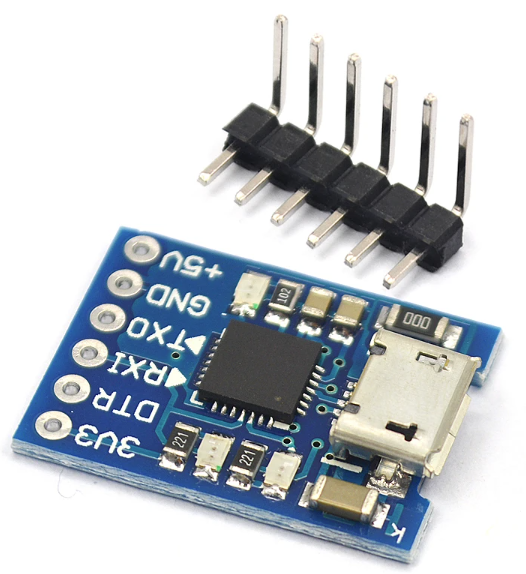 +5V
GND
TXO
RXI
DTR
3V3
102
000
221
221
K